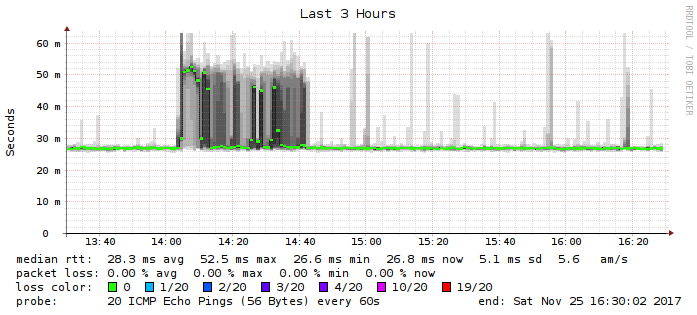 Last 3 Hours
RRDTOOL / TOBI OETIKER
Seconds
60 m
50 m
40 m
30 m
20 m
10 m
0
13:40 14:00 14:20 14:40 15:00 15:20 15:40 16:00 16:20
median rtt: 28.3 ms avg 52.5 ms max 26.6 ms min 26.8 ms now 5.1 ms sd 5.6 am/s
packet loss: 0.00 % avg 0.00 % max 0.00 % min 0.00 % now
loss color: 0 1/20 2/20 3/20 4/20 10/20 19/20
probe: 20 ICMP Echo Pings (56 Bytes) every 60s end: Sat Nov 25 16:30:02 2017